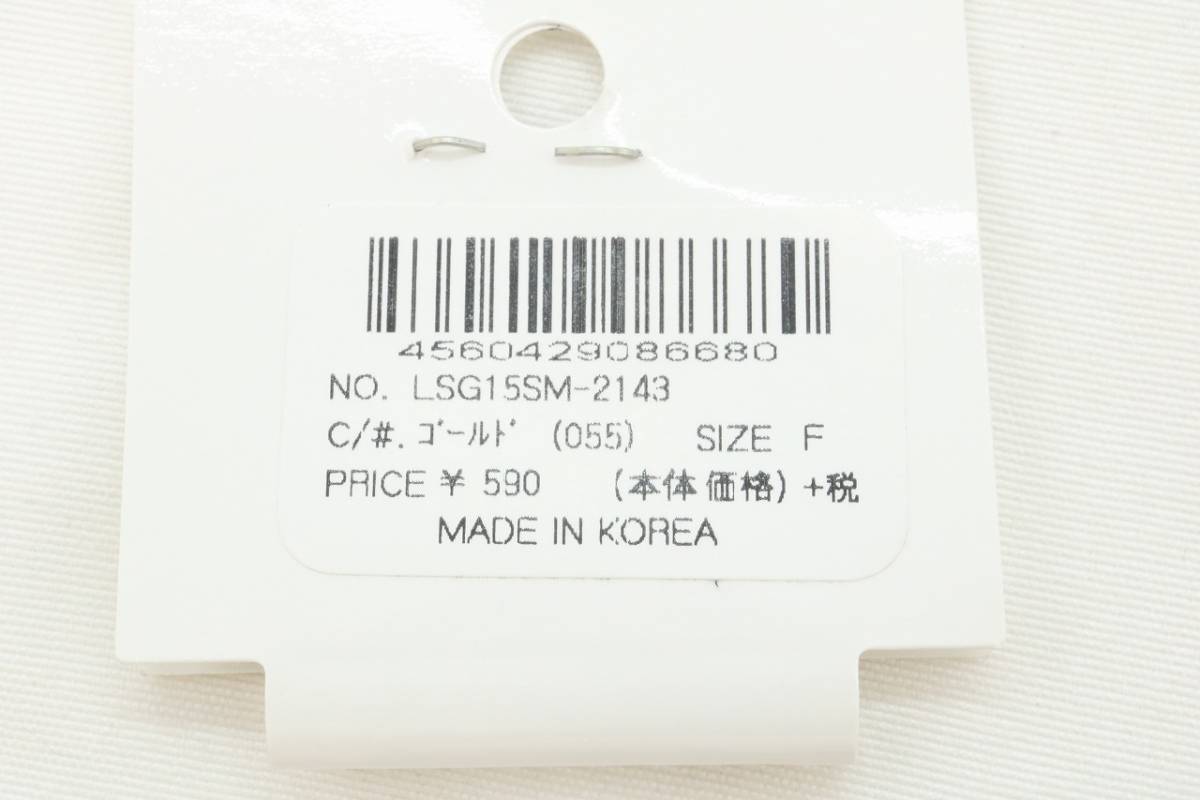 4560429086680
NO. LSG15SM-2143
C/#. ｺﾞｰﾙﾄﾞ (055) SIZE F
PRICE ¥ 590 (本体価格) +税
MADE IN KOREA